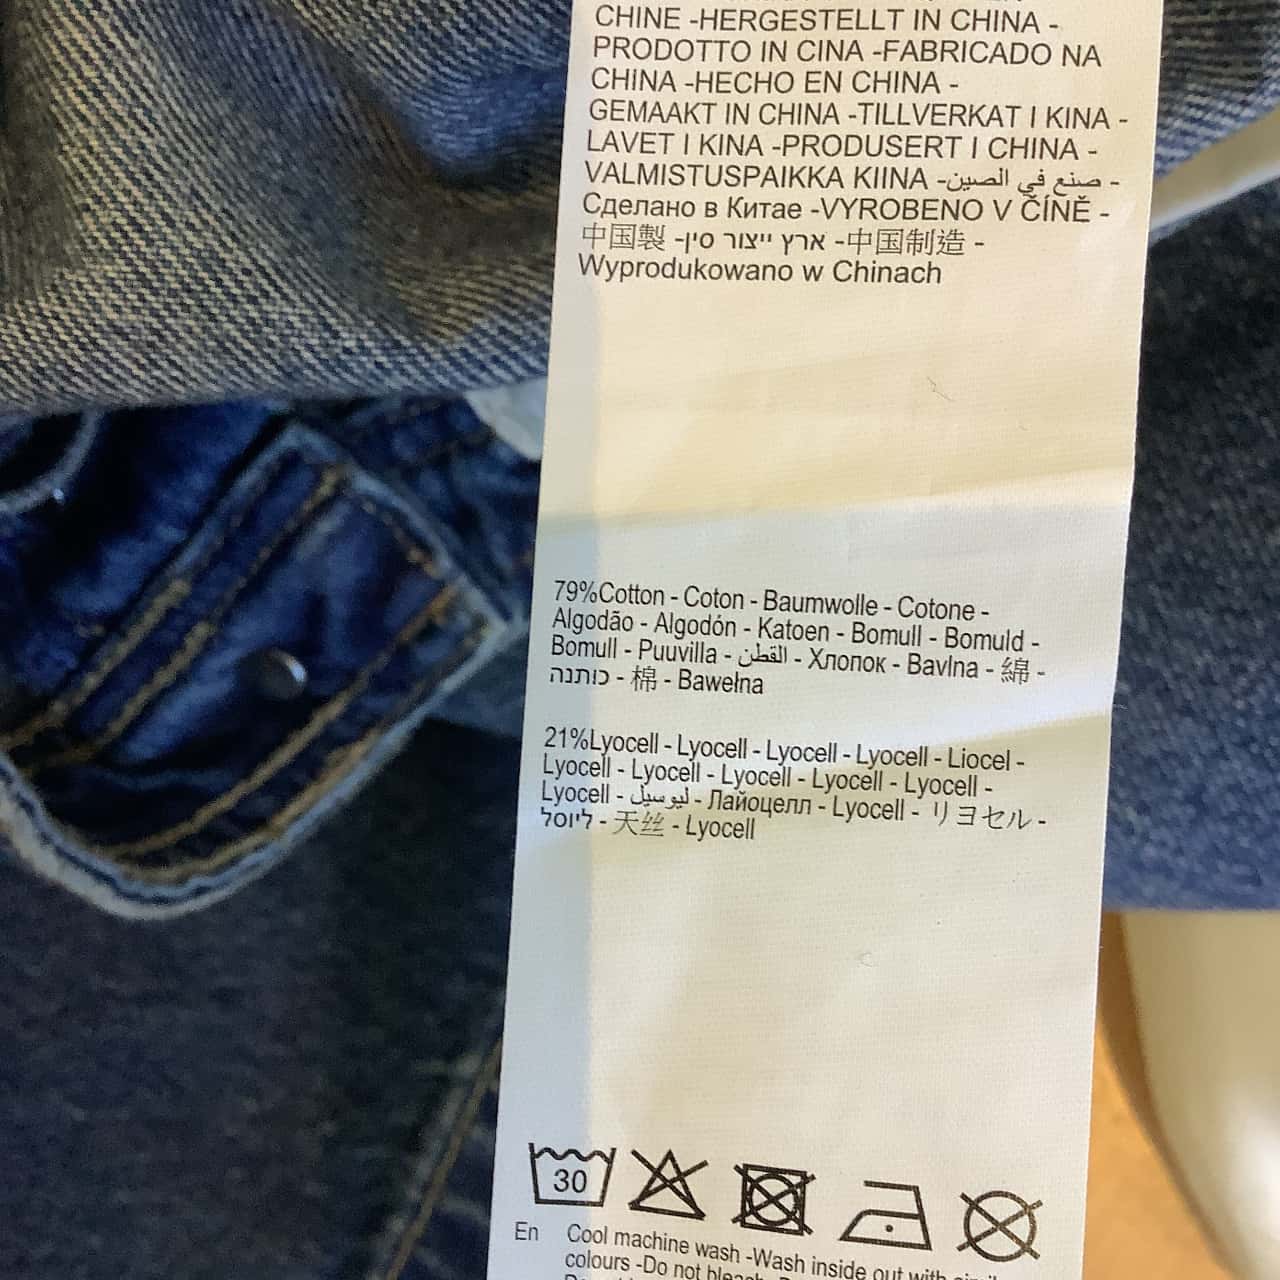 CHINE -HERGESTELLT IN CHINA -
PRODOTTO IN CINA -FABRICADO NA
CHINA -HECHO EN CHINA -
GEMAAKT IN CHINA -TILLVERKAT I KINA -
LAVET I KINA -PRODUSERT I CHINA -
VALMISTUSPAIKKA KIINA -صنع في الصين -
Сделано в Китае -VYROBENO V ČÍNĚ -
中国製 -ארץ ייצור סין -中国制造 -
Wyprodukowano w Chinach
79%Cotton - Coton - Baumwolle - Cotone -
Algodão - Algodón - Katoen - Bomull - Bomuld -
Bomull - Puuvilla - القطن - Хлопок - Bavlna - 綿 -
כותנה - 棉 - Bawełna
21%Lyocell - Lyocell - Lyocell - Lyocell - Liocel -
Lyocell - Lyocell - Lyocell - Lyocell - Lyocell -
Lyocell - ليوسيل - Лайоцелл - Lyocell - リヨセル -
ליוסל - 天丝 - Lyocell
30
En Cool machine wash -Wash inside out with
colours -Do not